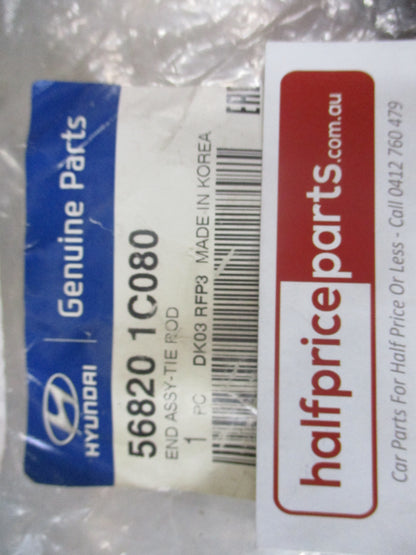 HYUNDAI | Genuine Parts
56820 1C080
END ASSY-TIE ROD
1 PC DK03 RFP3 MADE-IN KOREA
EAC
halfpriceparts.com.au
Car Parts For Half Price Or Less - Call 0412 760 479